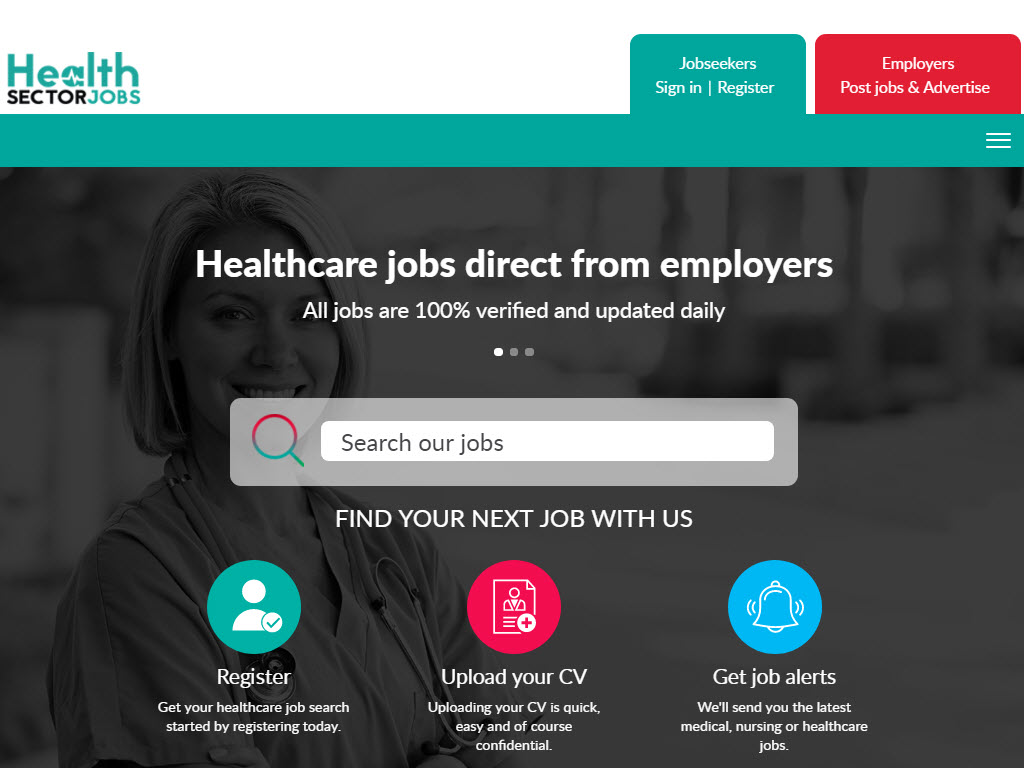 Health
SECTORJOBS
Jobseekers
Sign in | Register
Employers
Post jobs & Advertise
Healthcare jobs direct from employers
All jobs are 100% verified and updated daily
Search our jobs
FIND YOUR NEXT JOB WITH US
Register
Get your healthcare job search
started by registering today.
Upload your CV
Uploading your CV is quick,
easy and of course
confidential.
Get job alerts
We'll send you the latest
medical, nursing or healthcare
jobs.